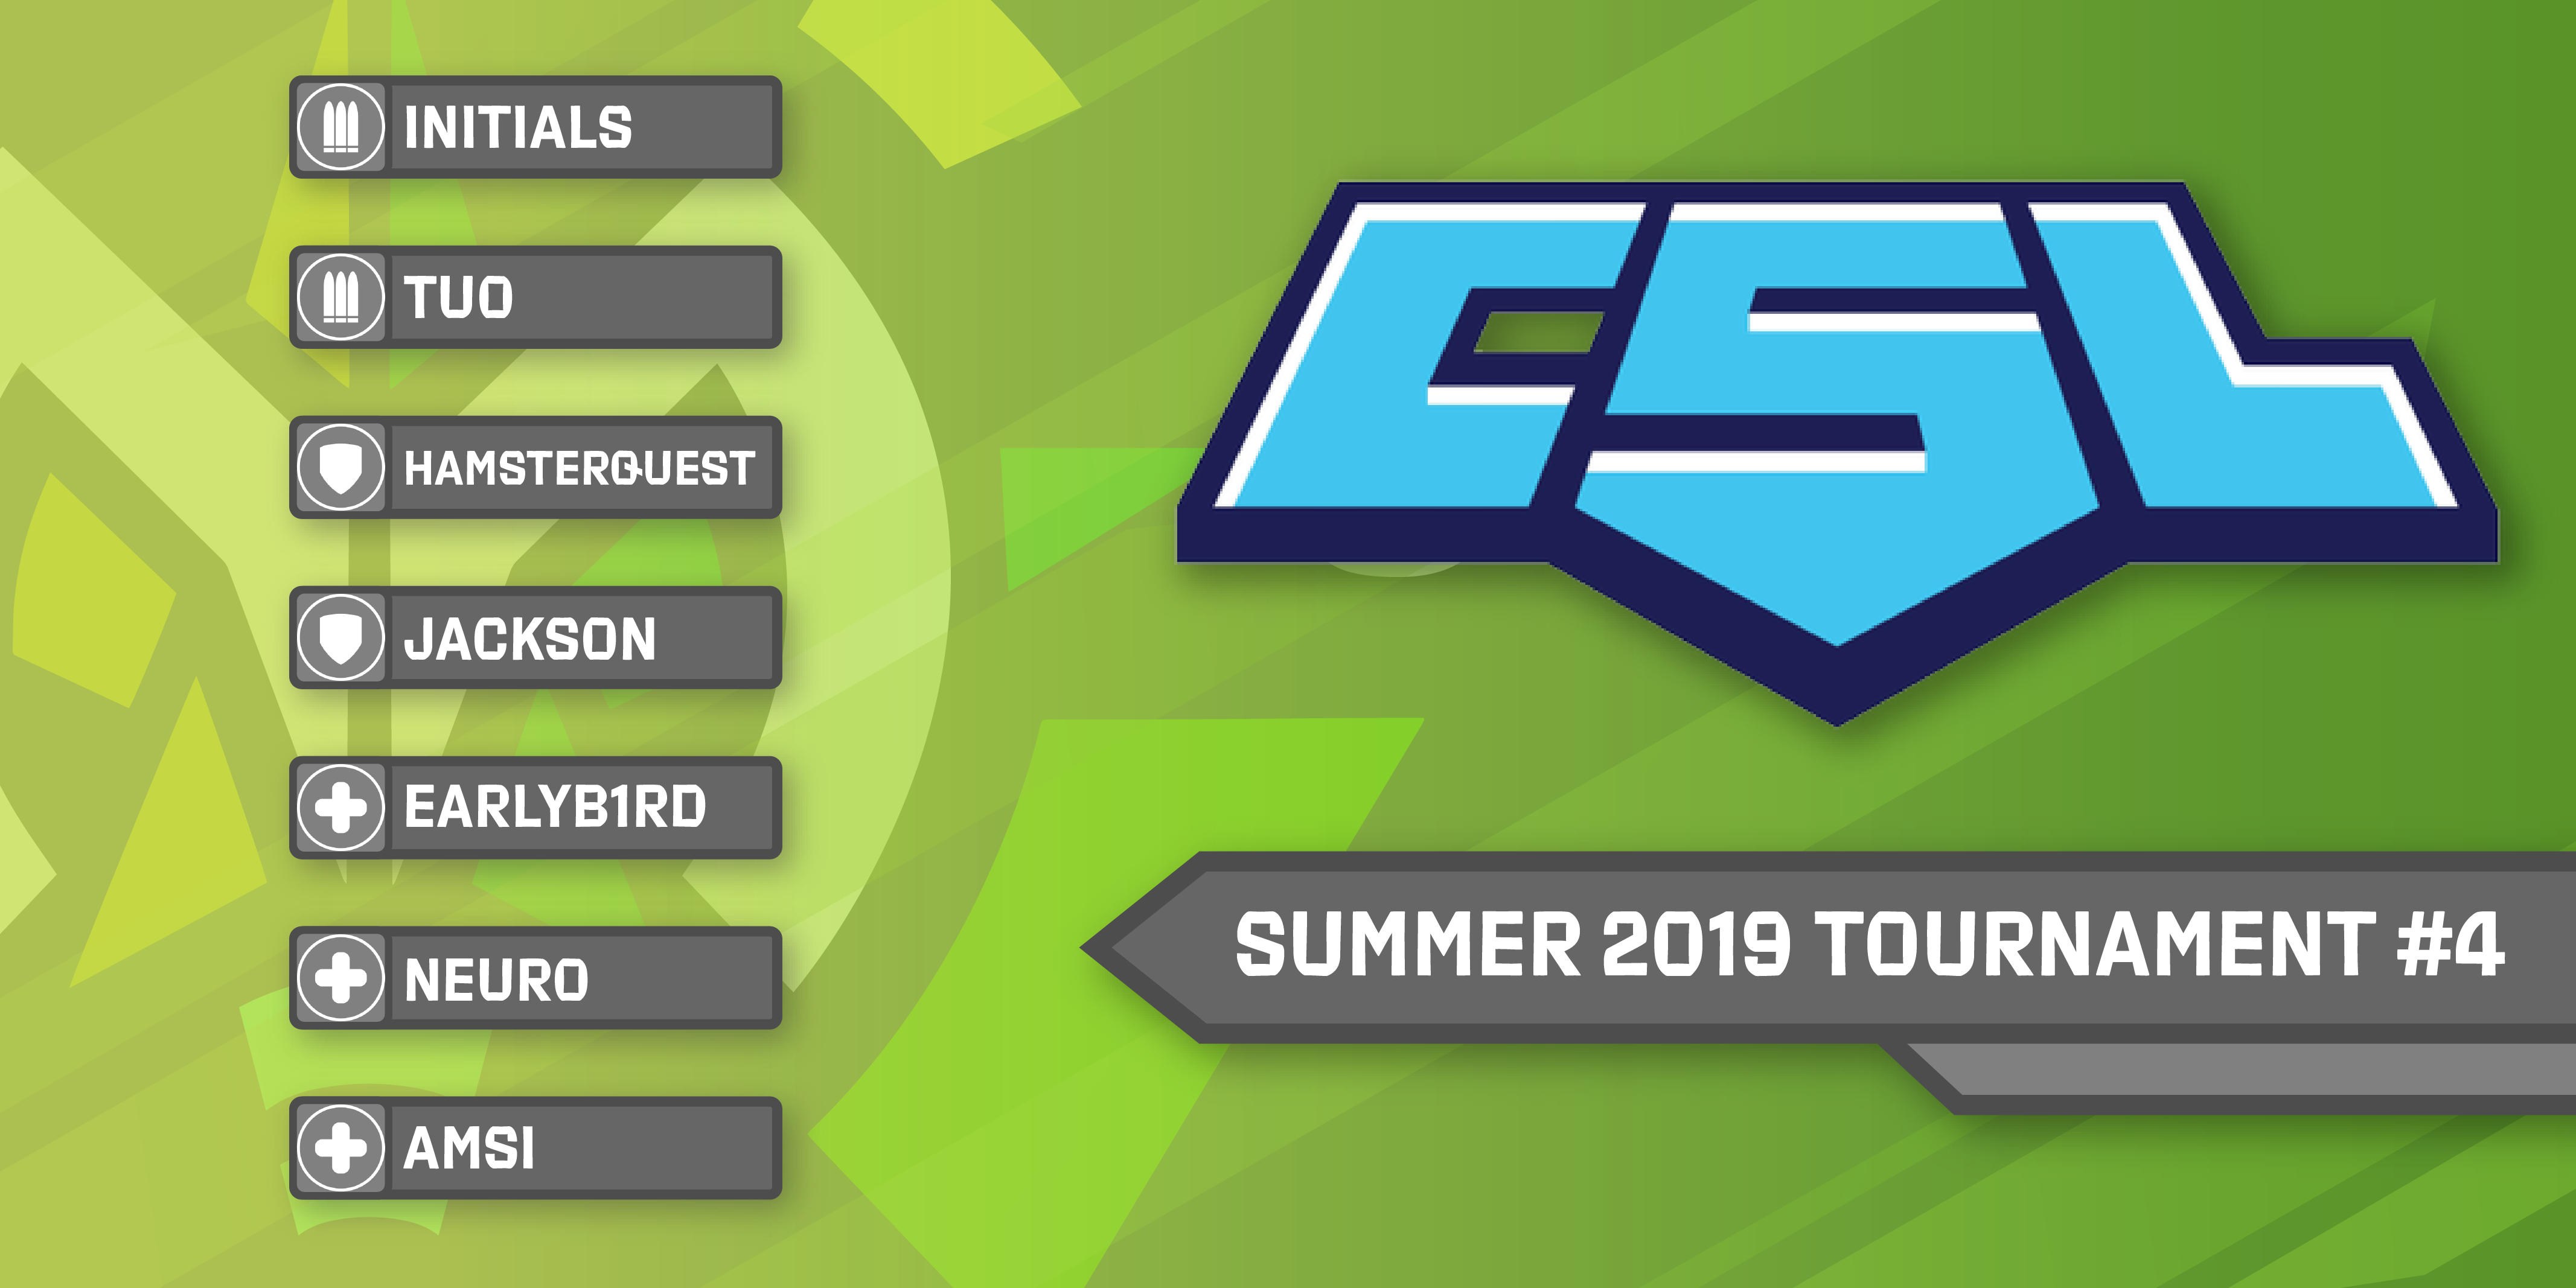 INITIALS
TUO
HAMSTERQUEST
JACKSON
EARLYB1RD
NEURO
AMSI
CSL
SUMMER 2019 TOURNAMENT #4